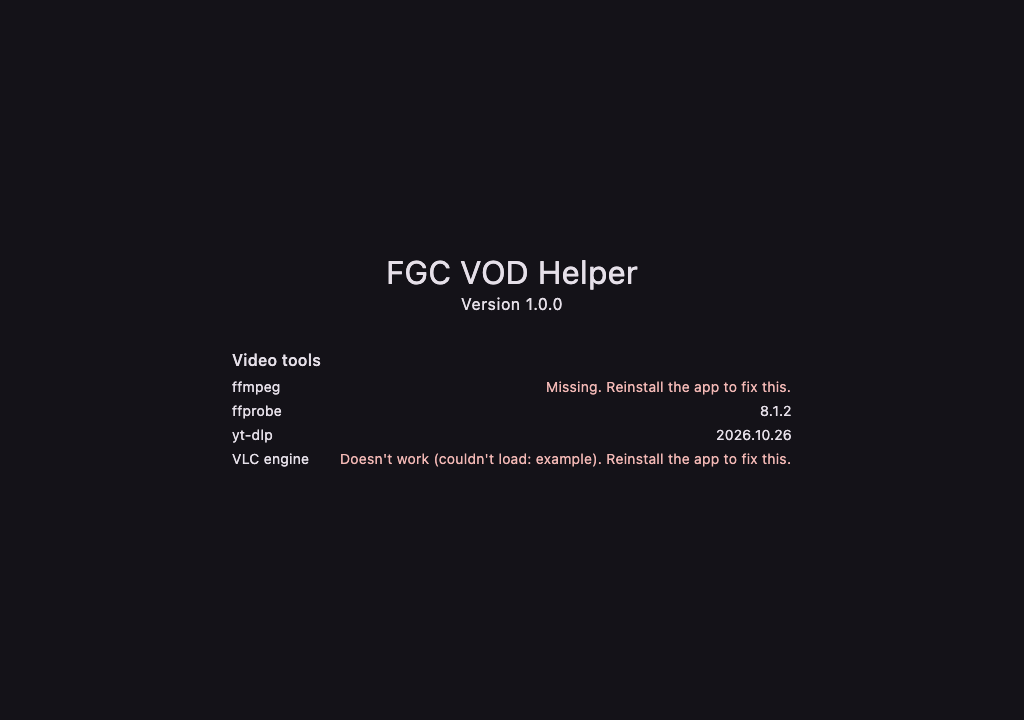 FGC VOD Helper
Version 1.0.0
Video tools
ffmpeg Missing. Reinstall the app to fix this.
ffprobe 8.1.2
yt-dlp 2026.10.26
VLC engine Doesn't work (couldn't load: example). Reinstall the app to fix this.